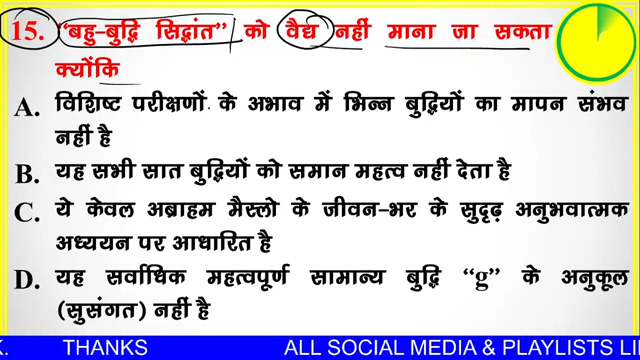 15. “बहु-बुद्धि सिद्धांत” को वैद्य नहीं माना जा सकता
क्योंकि
A. विशिष्ट परीक्षणों के अभाव में भिन्न बुद्धियों का मापन संभव
नहीं है
B. यह सभी सात बुद्धियों को समान महत्व नहीं देता है
C. ये केवल अब्राहम मैस्लो के जीवन-भर के सुदृढ़ अनुभवात्मक
अध्ययन पर आधारित है
D. यह सर्वाधिक महत्वपूर्ण सामान्य बुद्धि “g” के अनुकूल
(सुसंगत) नहीं है
K. THANKS ALL SOCIAL MEDIA & PLAYLISTS LI